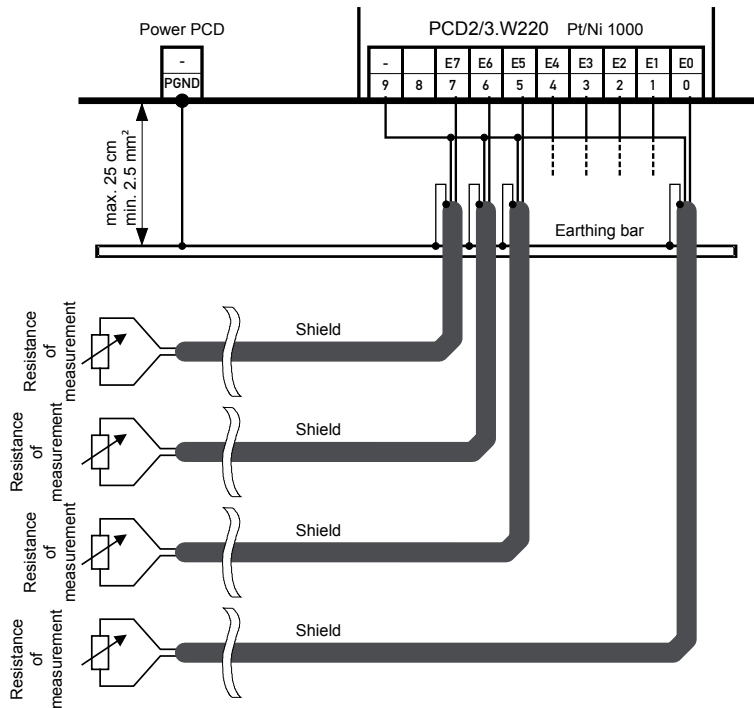 Power PCD
PCD2/3.W220 Pt/Ni 1000
- E7 E6 E5 E4 E3 E2 E1 E0
9 8 7 6 5 4 3 2 1 0
-
PGND
max. 25 cm
min. 2.5 mm²
Earthing bar
Resistance
of
measurement
Shield
Resistance
of
measurement
Shield
Resistance
of
measurement
Shield
Resistance
of
measurement
Shield